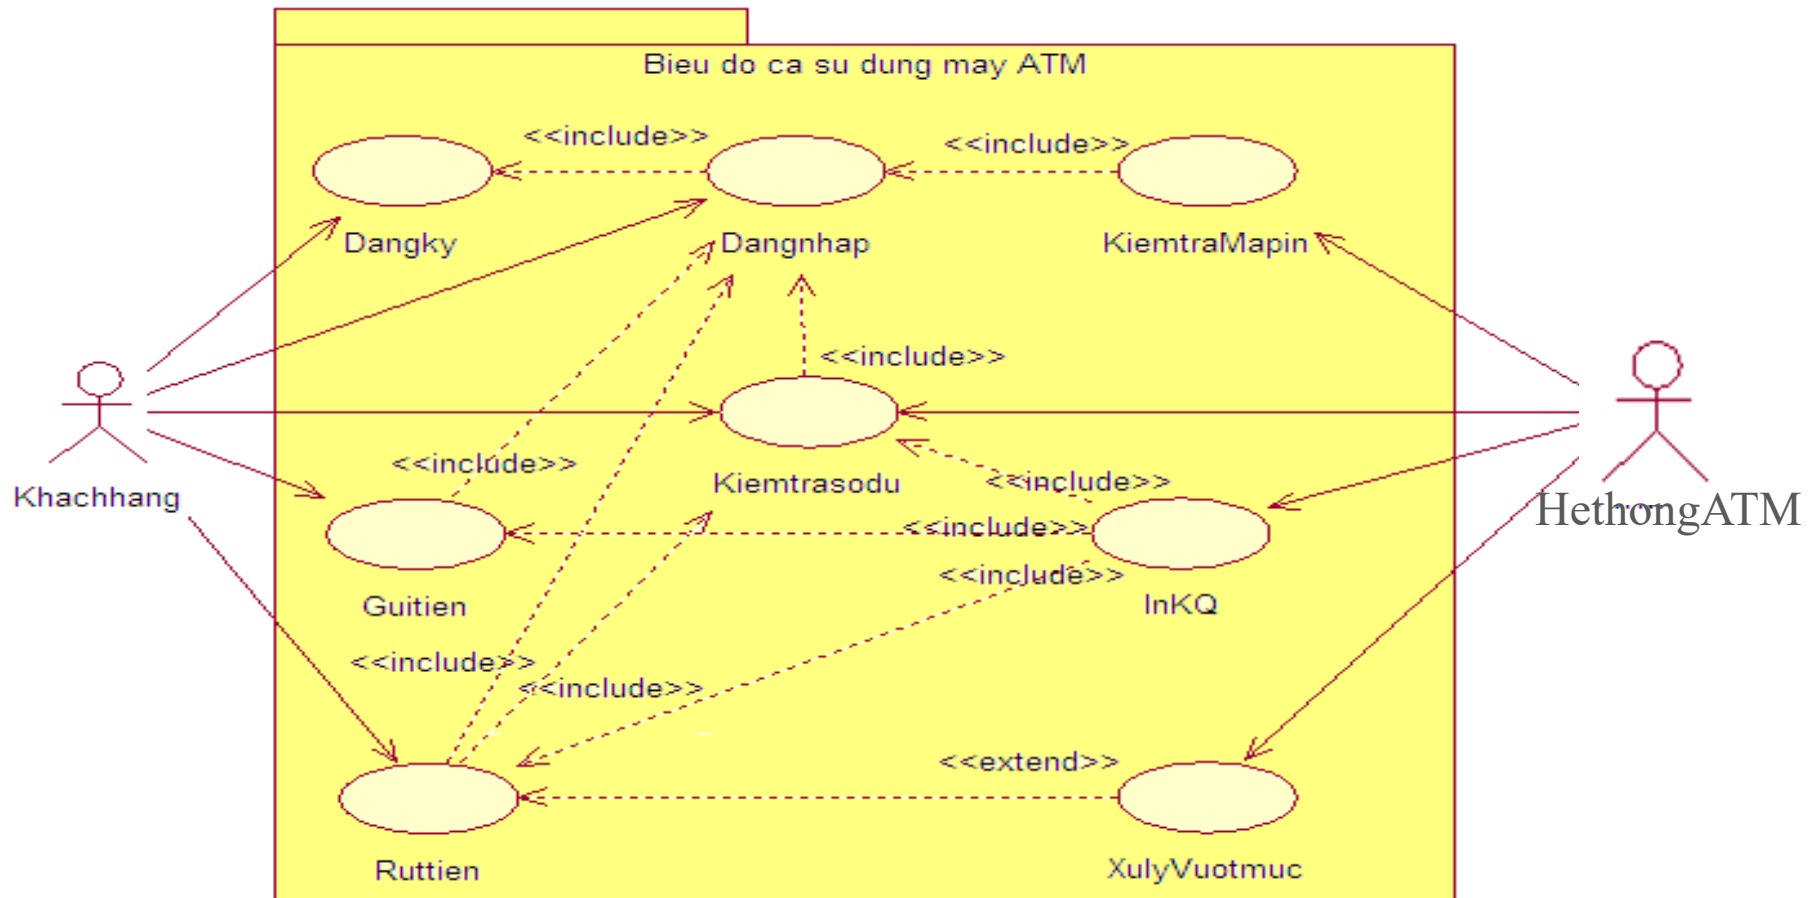 Bieu do ca su dung may ATM
<<include>>
<<include>>
Dangky
Dangnhap
KiemtraMapin
<<include>>
Khachhang
<<include>>
Kiemtrasodu
<<include>>
HethongATM
<<include>>
<<include>>
Guitien
InKQ
<<include>>
<<include>>
<<extend>>
Ruttien
XulyVuotmuc